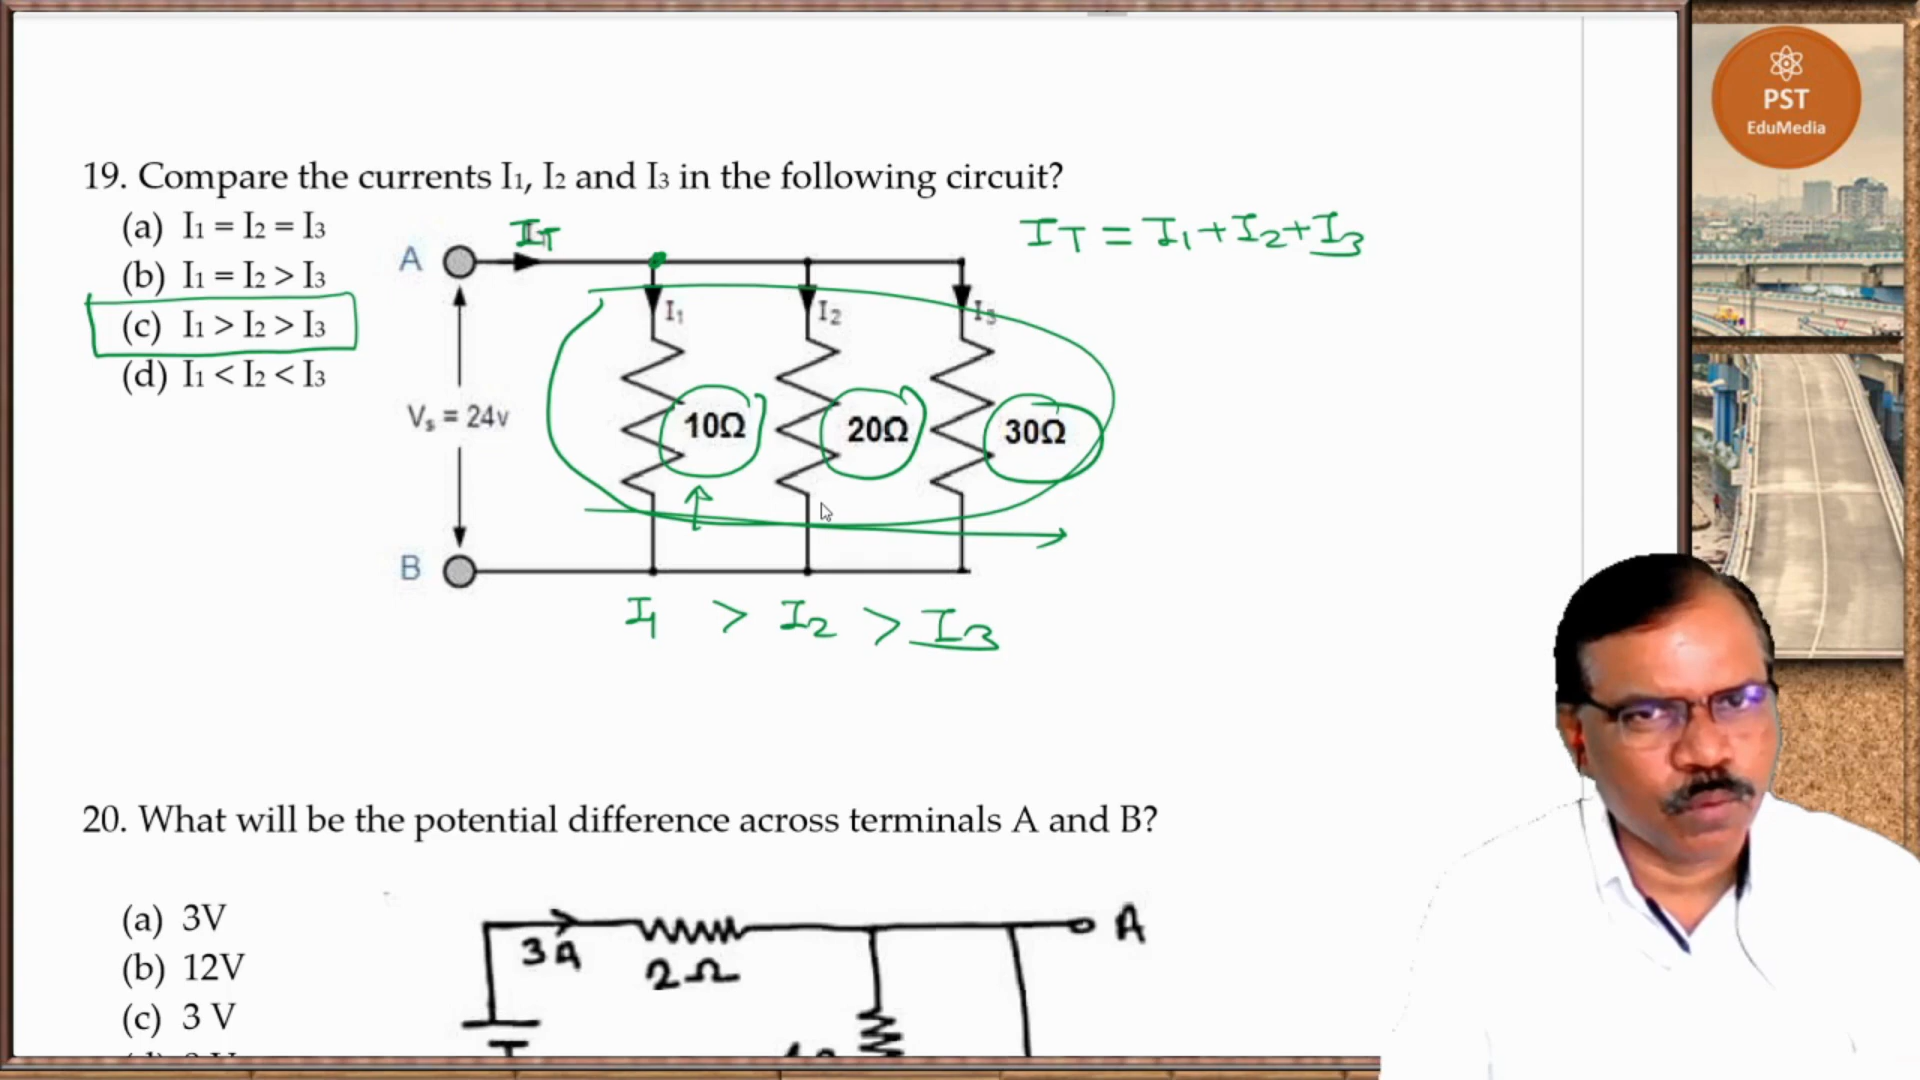 PST
EduMedia
19. Compare the currents I₁, I₂ and I₃ in the following circuit?
(a) I₁ = I₂ = I₃
(b) I₁ = I₂ > I₃
(c) I₁ > I₂ > I₃
(d) I₁ < I₂ < I₃
IT
IT = I₁+I₂+I₃
A
I₁
I₂
I₃
Vs = 24v
10Ω
20Ω
30Ω
B
I₁ > I₂ > I₃
20. What will be the potential difference across terminals A and B?
(a) 3V
(b) 12V
(c) 3 V
3A
2Ω
A